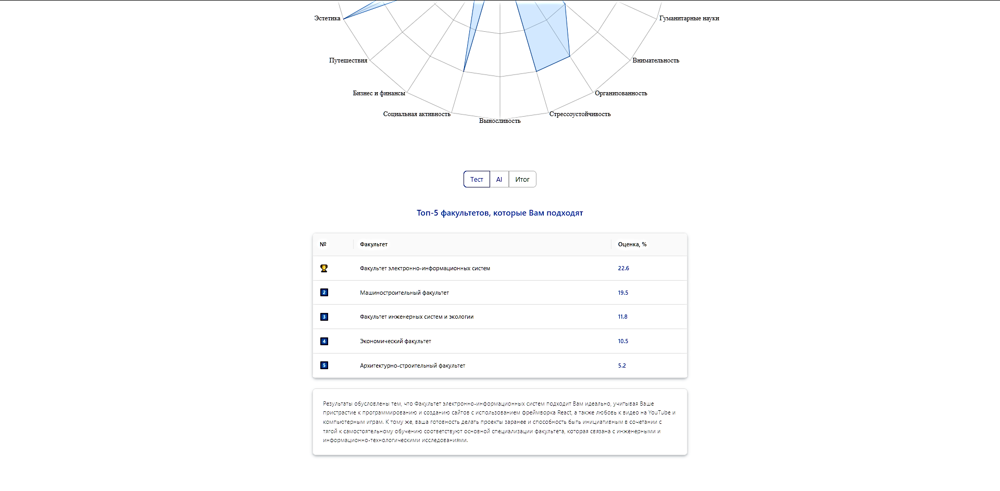 Эстетика
Гуманитарные науки
Путешествия
Внимательность
Бизнес и финансы
Организованность
Социальная активность
Стрессоустойчивость
Выносливость
Тест AI Итог
Топ-5 факультетов, которые Вам подходят
№ Факультет Оценка, %
Факультет электронно-информационных систем 22.6
2 Машиностроительный факультет 19.5
3 Факультет инженерных систем и экологии 11.8
4 Экономический факультет 10.5
5 Архитектурно-строительный факультет 5.2
Результаты обусловлены тем, что Факультет электронно-информационных систем подходит Вам идеально, учитывая Ваше
пристрастие к программированию и созданию сайтов с использованием фреймворка React, а также любовь к видео на YouTube и
компьютерным играм. К тому же, ваша готовность делать проекты заранее и способность быть инициативным в сочетании с
тягой к самостоятельному обучению соответствуют основной специализации факультета, которая связана с инженерными и
информационно-технологическими исследованиями.